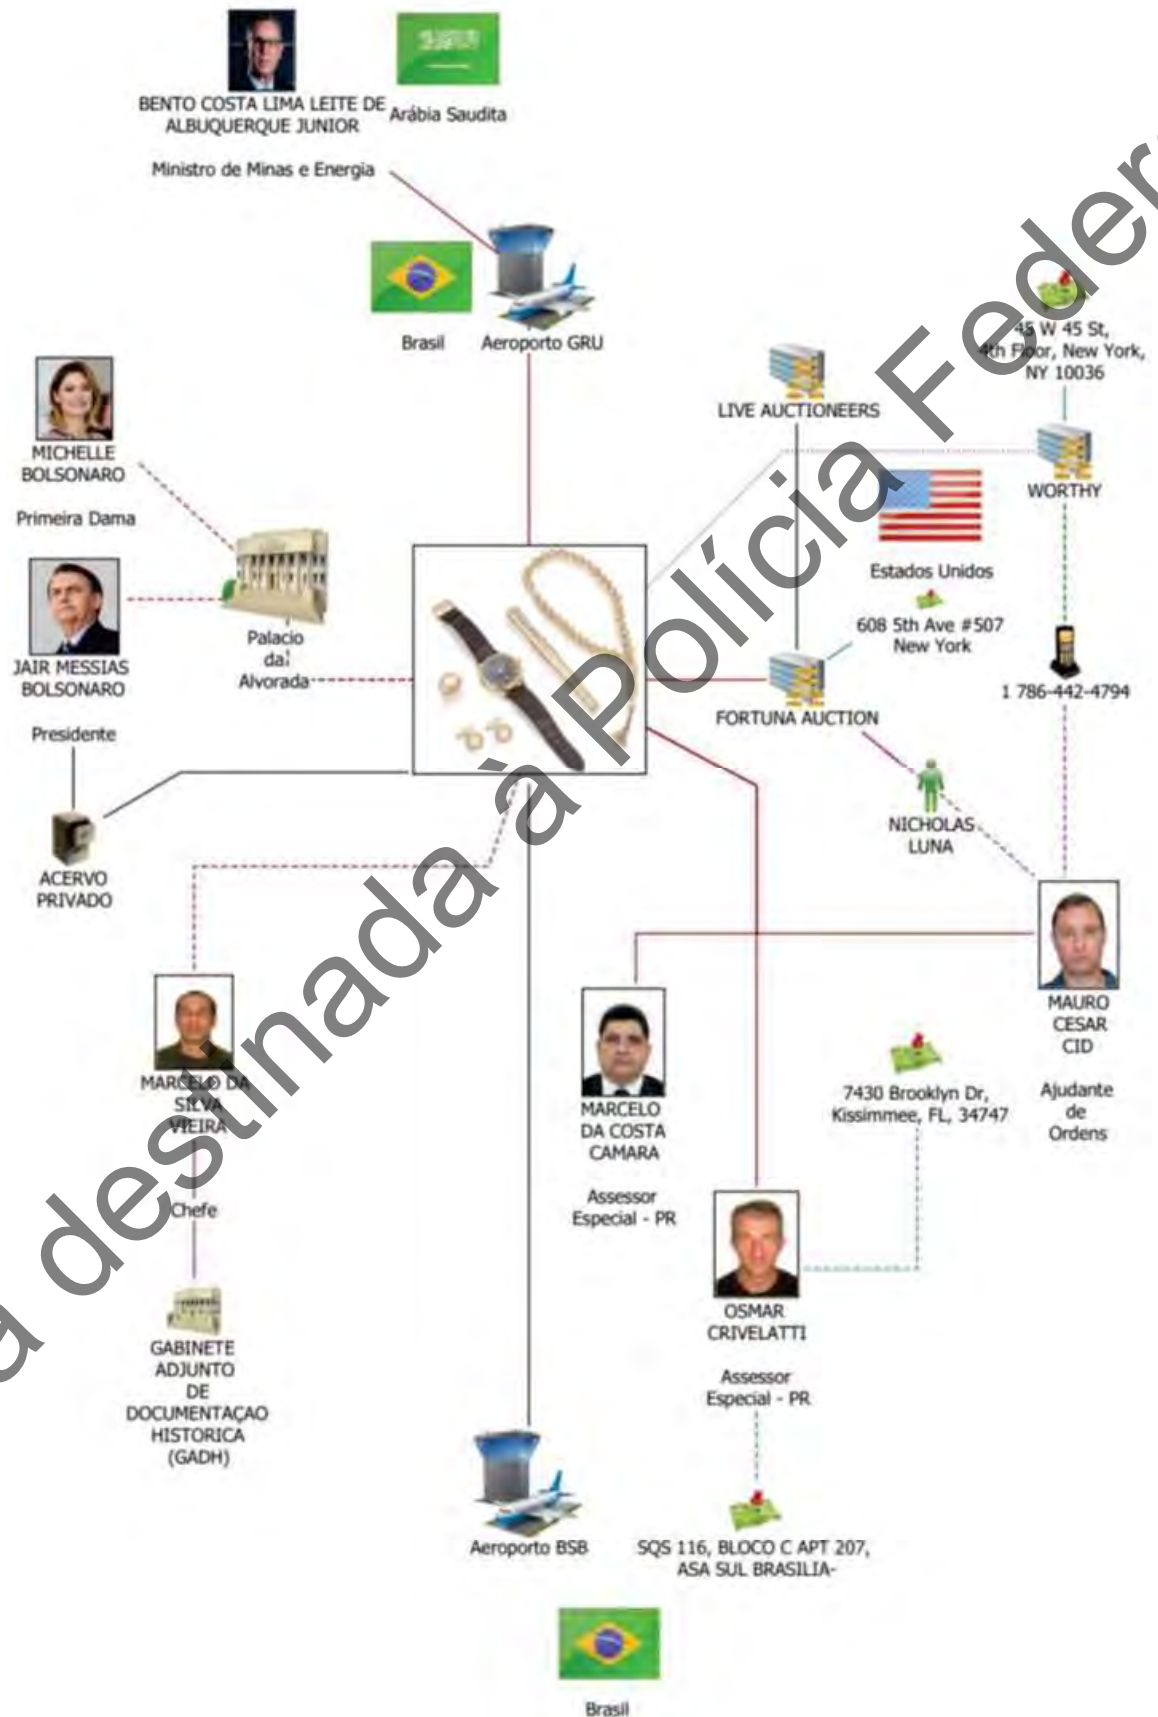 BENTO COSTA LIMA LEITE DE
ALBUQUERQUE JUNIOR
Ministro de Minas e Energia
Arábia Saudita
Brasil
Aeroporto GRU
MICHELLE
BOLSONARO
Primeira Dama
JAIR MESSIAS
BOLSONARO
Presidente
ACERVO
PRIVADO
Palacio
da
Alvorada
LIVE AUCTIONEERS
45 W 45 St,
4th Floor, New York,
NY 10036
WORTHY
Estados Unidos
608 5th Ave #507
New York
FORTUNA AUCTION
1 786-442-4794
NICHOLAS
LUNA
MAURO
CESAR
CID
Ajudante
de
Ordens
MARCELO DA
SILVA
VIEIRA
Chefe
GABINETE
ADJUNTO
DE
DOCUMENTAÇAO
HISTORICA
(GADH)
MARCELO
DA COSTA
CAMARA
Assessor
Especial - PR
7430 Brooklyn Dr,
Kissimmee, FL, 34747
OSMAR
CRIVELATTI
Assessor
Especial - PR
Aeroporto BSB
SQS 116, BLOCO C APT 207,
ASA SUL BRASILIA-
Brasil
a destinada à Polícia Feder